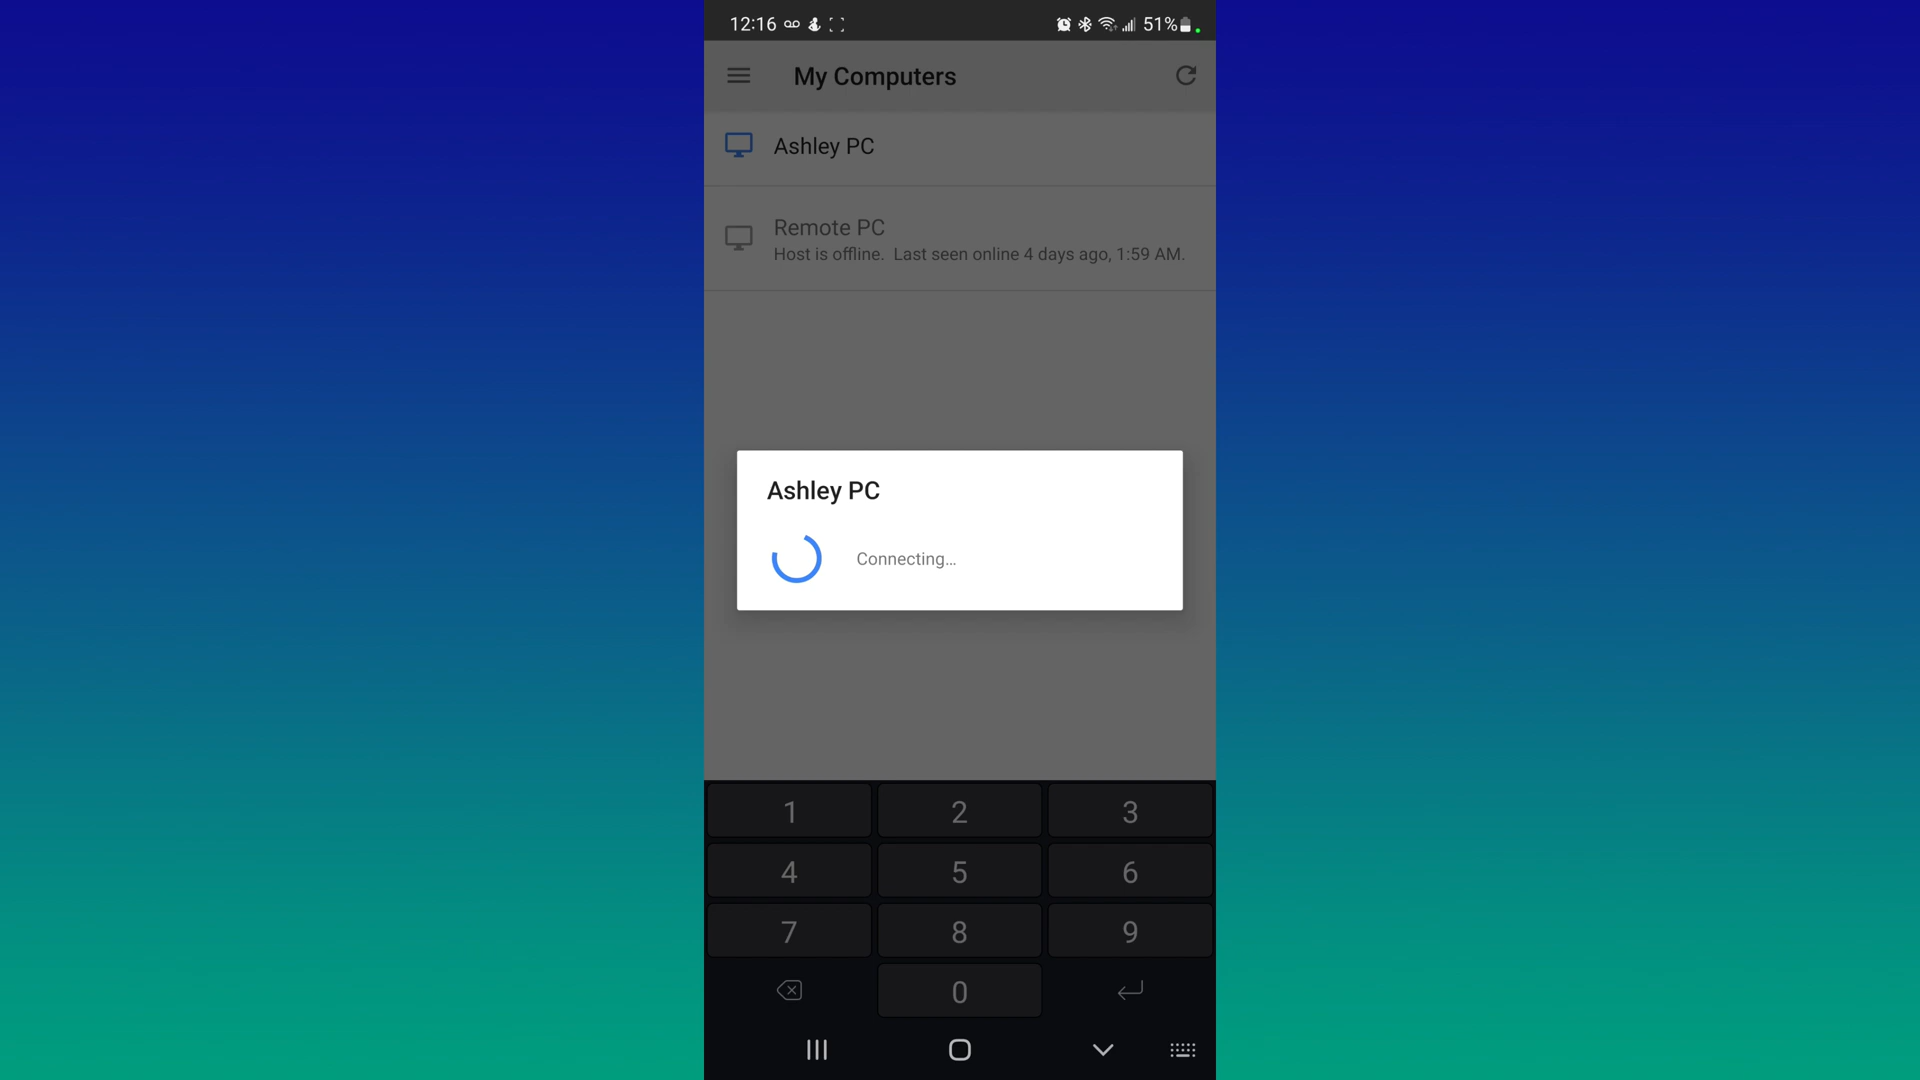 12:16 51%
My Computers
Ashley PC
Remote PC
Host is offline. Last seen online 4 days ago, 1:59 AM.
Ashley PC
Connecting...
1 2 3
4 5 6
7 8 9
0